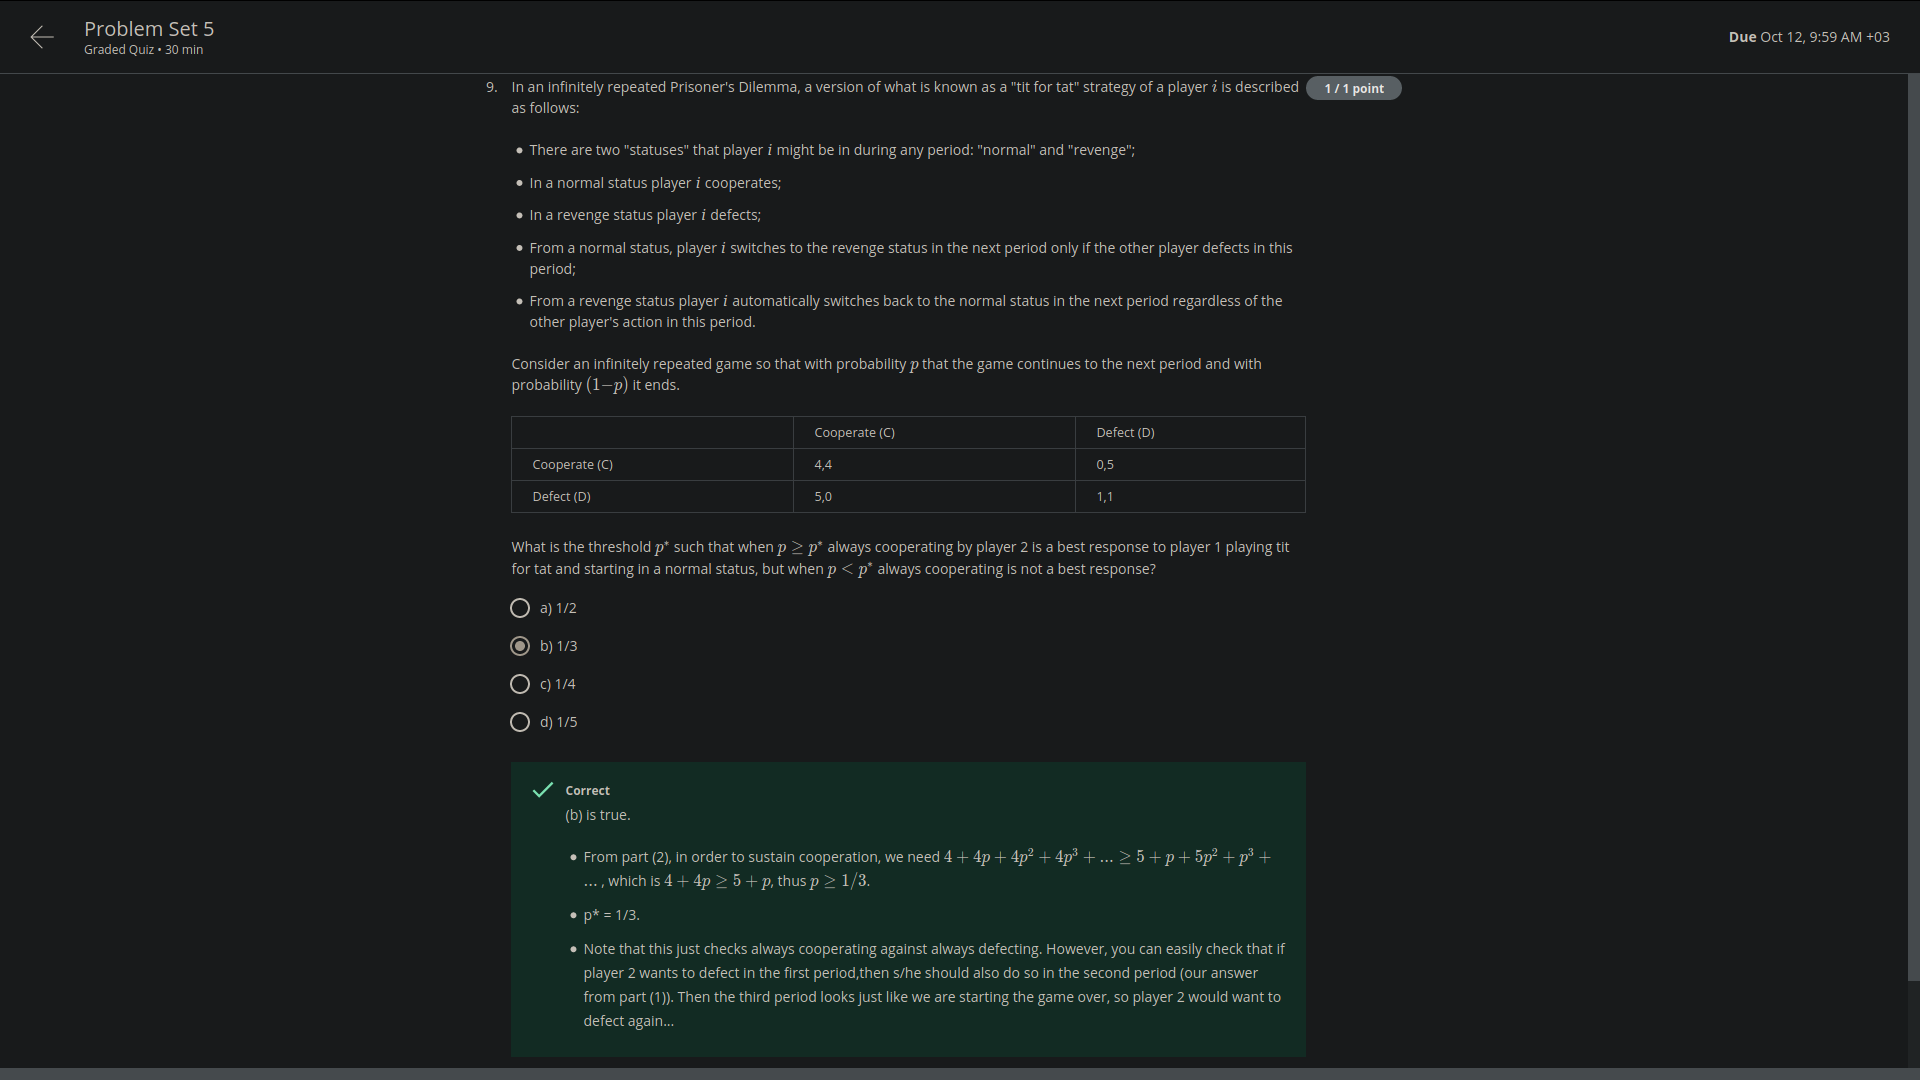 Problem Set 5
Graded Quiz • 30 min
Due Oct 12, 9:59 AM +03
9. In an infinitely repeated Prisoner's Dilemma, a version of what is known as a "tit for tat" strategy of a player i is described
as follows:
1 / 1 point
• There are two "statuses" that player i might be in during any period: "normal" and "revenge";
• In a normal status player i cooperates;
• In a revenge status player i defects;
• From a normal status, player i switches to the revenge status in the next period only if the other player defects in this
period;
• From a revenge status player i automatically switches back to the normal status in the next period regardless of the
other player's action in this period.
Consider an infinitely repeated game so that with probability p that the game continues to the next period and with
probability (1−p) it ends.
Cooperate (C) Defect (D)
Cooperate (C) 4,4 0,5
Defect (D) 5,0 1,1
What is the threshold p* such that when p ≥ p* always cooperating by player 2 is a best response to player 1 playing tit
for tat and starting in a normal status, but when p < p* always cooperating is not a best response?
a) 1/2
b) 1/3
c) 1/4
d) 1/5
Correct
(b) is true.
• From part (2), in order to sustain cooperation, we need 4 + 4p + 4p² + 4p³ + ... ≥ 5 + p + 5p² + p³ +
... , which is 4 + 4p ≥ 5 + p, thus p ≥ 1/3.
• p* = 1/3.
• Note that this just checks always cooperating against always defecting. However, you can easily check that if
player 2 wants to defect in the first period,then s/he should also do so in the second period (our answer
from part (1)). Then the third period looks just like we are starting the game over, so player 2 would want to
defect again...